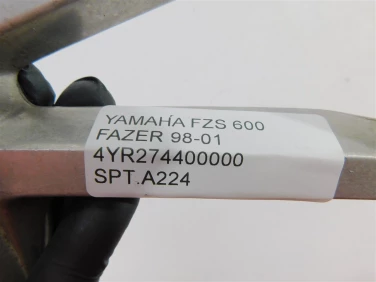 YAMAHA FZS 600
FAZER 98-01
4YR274400000
SPT.A224